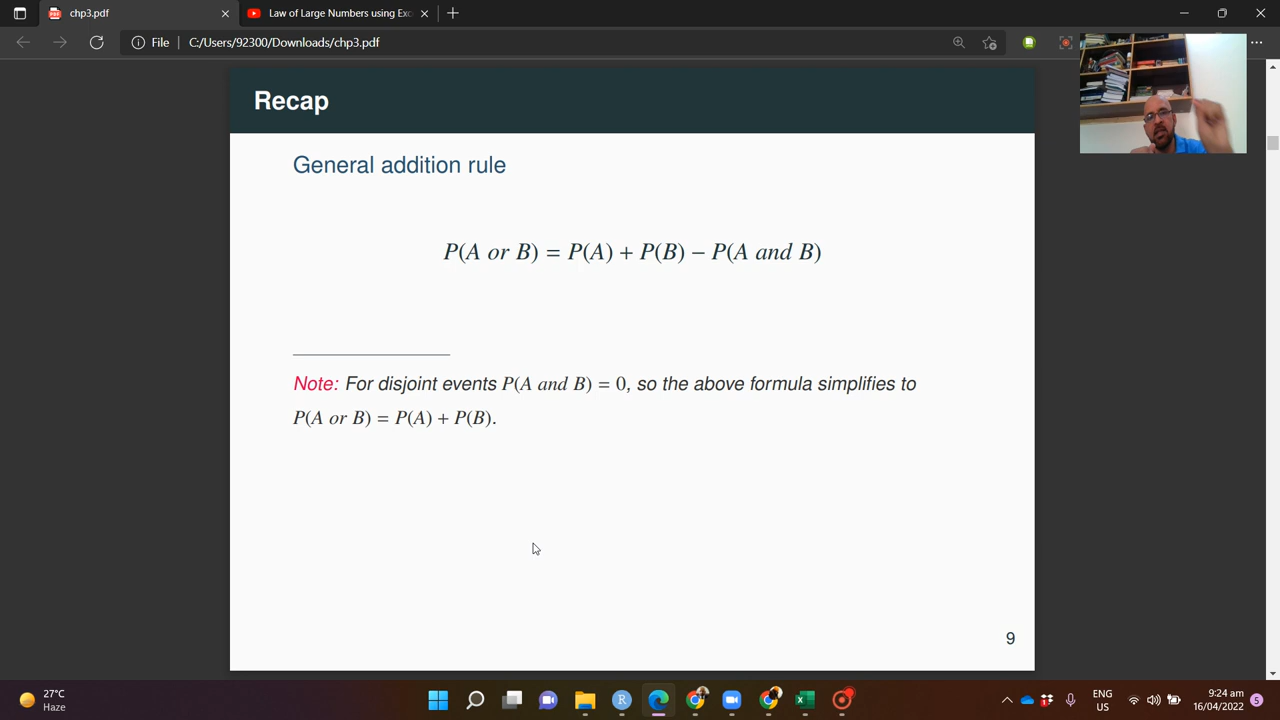 chp3.pdf
Law of Large Numbers using Exc
File
C:/Users/92300/Downloads/chp3.pdf
Recap
General addition rule
P(A or B) = P(A) + P(B) − P(A and B)
Note: For disjoint events P(A and B) = 0, so the above formula simplifies to
P(A or B) = P(A) + P(B).
9
27°C
Haze
ENG
US
9:24 am
16/04/2022
5